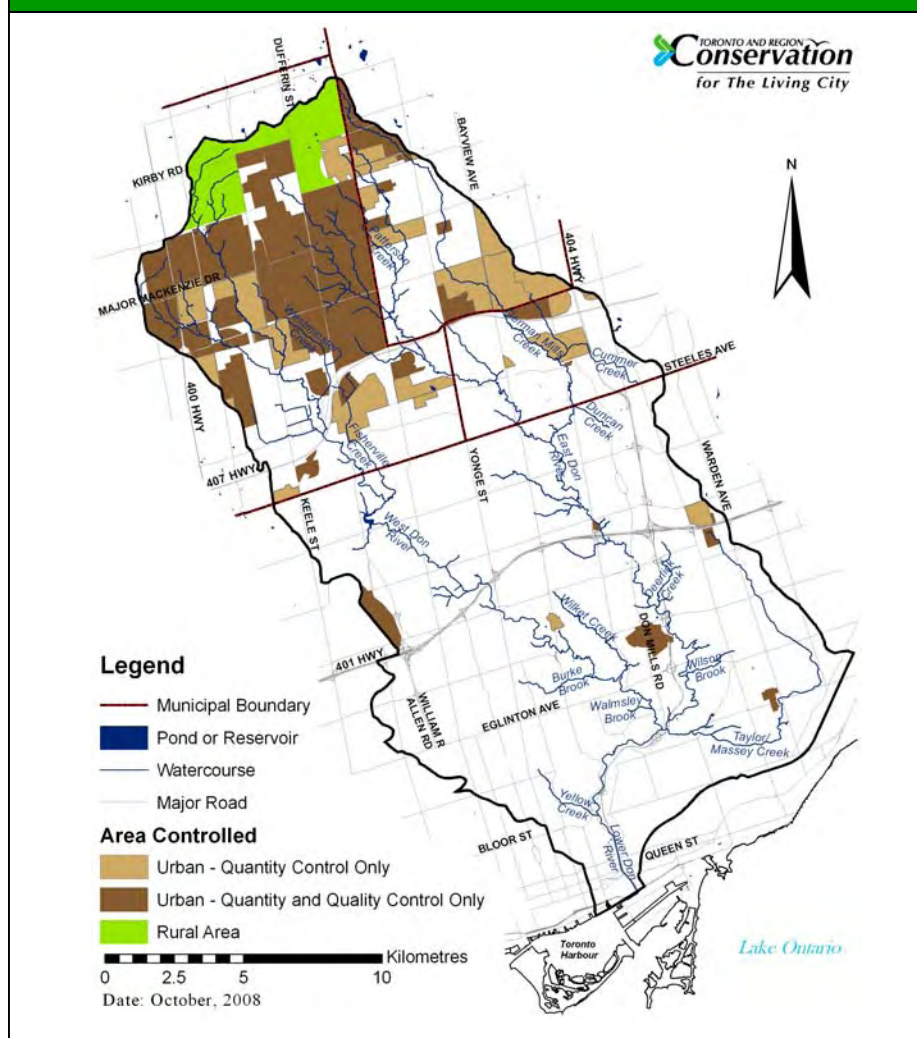 TORONTO AND REGION
Conservation
for The Living City
DUFFERIN ST
BAYVIEW AVE
KIRBY RD
N
404 HWY
Patterson
Creek
MAJOR MACKENZIE DR
Westminster
Creek
German Mills
Creek
Cummer
Creek
STEELES AVE
400 HWY
Duncan
Creek
Fisherville
Creek
East Don
River
YONGE ST
WARDEN AVE
407 HWY
KEELE ST
West Don
River
Deerlick
Creek
Wilket Creek
DON MILLS RD
401 HWY
Wilson
Brook
Burke
Brook
WILLIAM R
ALLEN RD
EGLINTON AVE
Walmsley
Brook
Taylor/
Massey Creek
Yellow
Creek
BLOOR ST
Lower Don
River
QUEEN ST
Toronto
Harbour
Lake Ontario
Legend
Municipal Boundary
Pond or Reservoir
Watercourse
Major Road
Area Controlled
Urban - Quantity Control Only
Urban - Quantity and Quality Control Only
Rural Area
Kilometres
0 2.5 5 10
Date: October, 2008